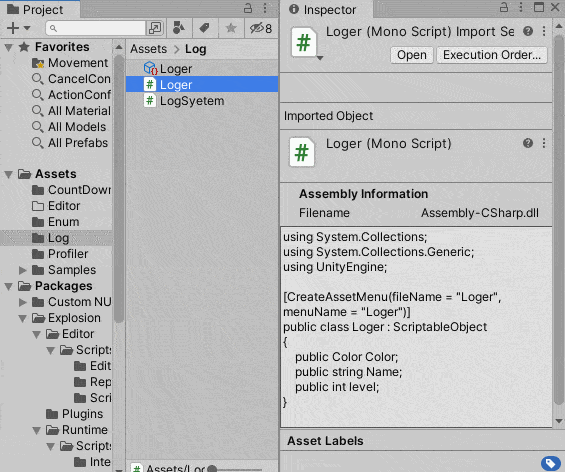 Project
8
Favorites
Movement
CancelCon
ActionConf
All Material
All Models
All Prefabs
Assets
CountDown
Editor
Enum
Log
Profiler
Samples
Packages
Custom NU
Explosion
Editor
Scripts
Edit
Rep
Scri
Plugins
Runtime
Scripts
Inte
Assets > Log
Loger
Loger
LogSyetem
Assets/Log
Inspector
Loger (Mono Script) Import Se
Open
Execution Order...
Imported Object
Loger (Mono Script)
Assembly Information
Filename Assembly-CSharp.dll
using System.Collections;
using System.Collections.Generic;
using UnityEngine;
[CreateAssetMenu(fileName = "Loger",
menuName = "Loger")]
public class Loger : ScriptableObject
{
public Color Color;
public string Name;
public int level;
}
Asset Labels